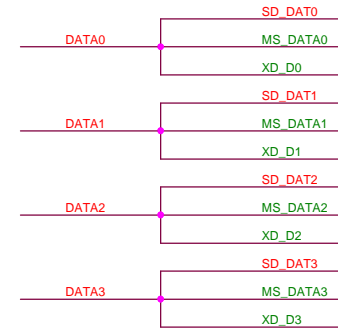 SD_DAT0
DATA0 MS_DATA0
XD_D0
SD_DAT1
DATA1 MS_DATA1
XD_D1
SD_DAT2
DATA2 MS_DATA2
XD_D2
SD_DAT3
DATA3 MS_DATA3
XD_D3